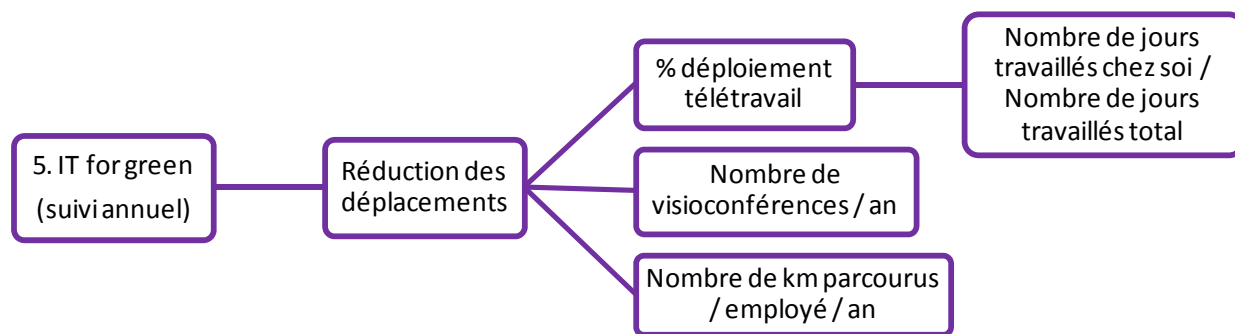 5. IT for green
(suivi annuel)
Réduction des
déplacements
% déploiement
télétravail
Nombre de jours
travaillés chez soi /
Nombre de jours
travaillés total
Nombre de
visioconférences / an
Nombre de km parcourus
/ employé / an